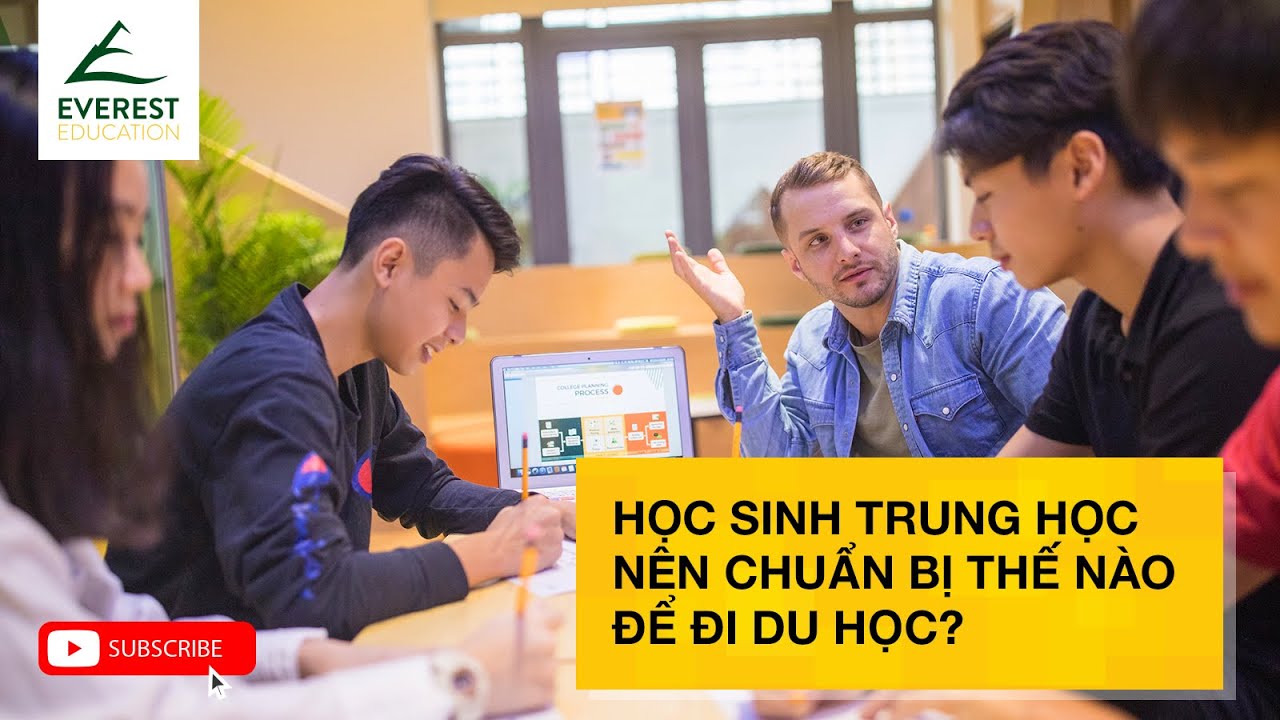 EVEREST
EDUCATION
COLLEGE PLANNING
PROCESS
HỌC SINH TRUNG HỌC
NÊN CHUẨN BỊ THẾ NÀO
ĐỂ ĐI DU HỌC?
SUBSCRIBE